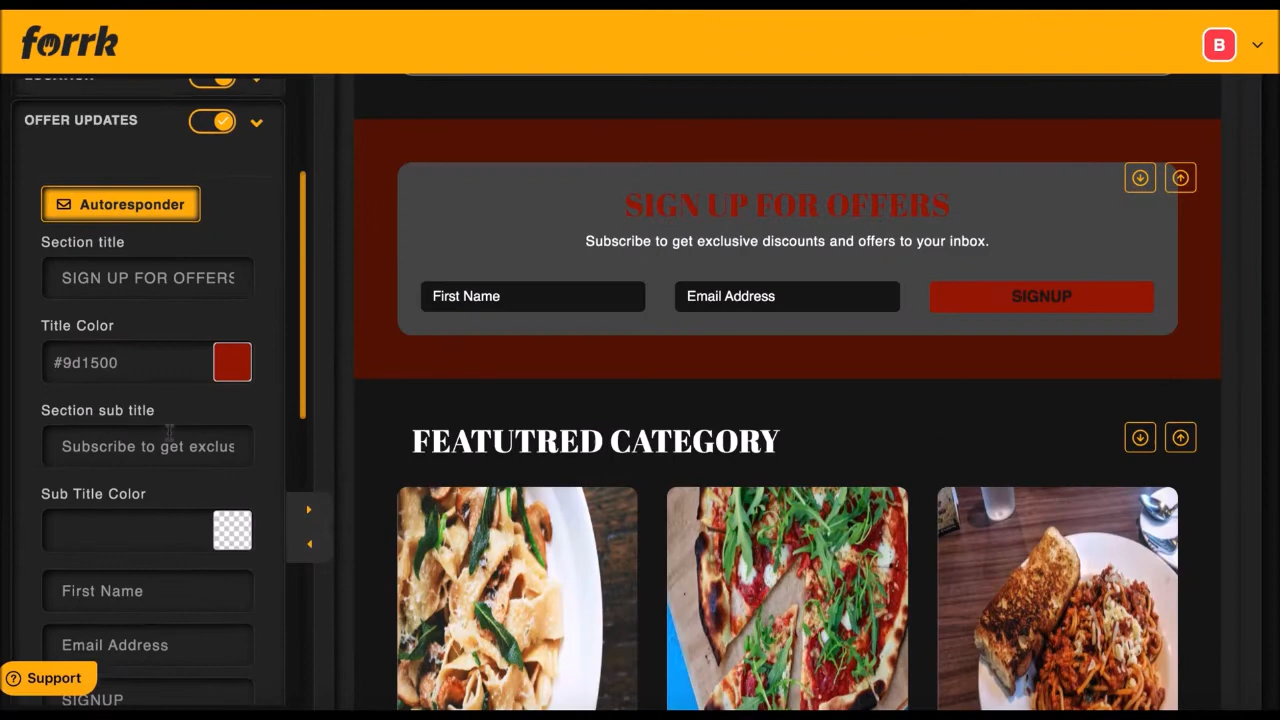 forrk
B
LOCATION
OFFER UPDATES
Autoresponder
Section title
SIGN UP FOR OFFERS
Title Color
#9d1500
Section sub title
Subscribe to get exclus
Sub Title Color
First Name
Email Address
SIGNUP
Support
SIGN UP FOR OFFERS
Subscribe to get exclusive discounts and offers to your inbox.
First Name
Email Address
SIGNUP
FEATUTRED CATEGORY